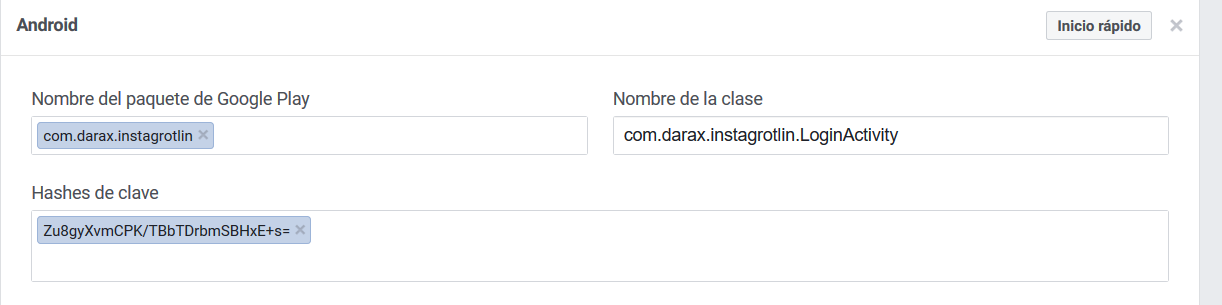 Android
Inicio rápido
Nombre del paquete de Google Play
Nombre de la clase
com.darax.instagrotlin
com.darax.instagrotlin.LoginActivity
Hashes de clave
Zu8gyXvmCPK/TBbTDrbmSBHxE+s=